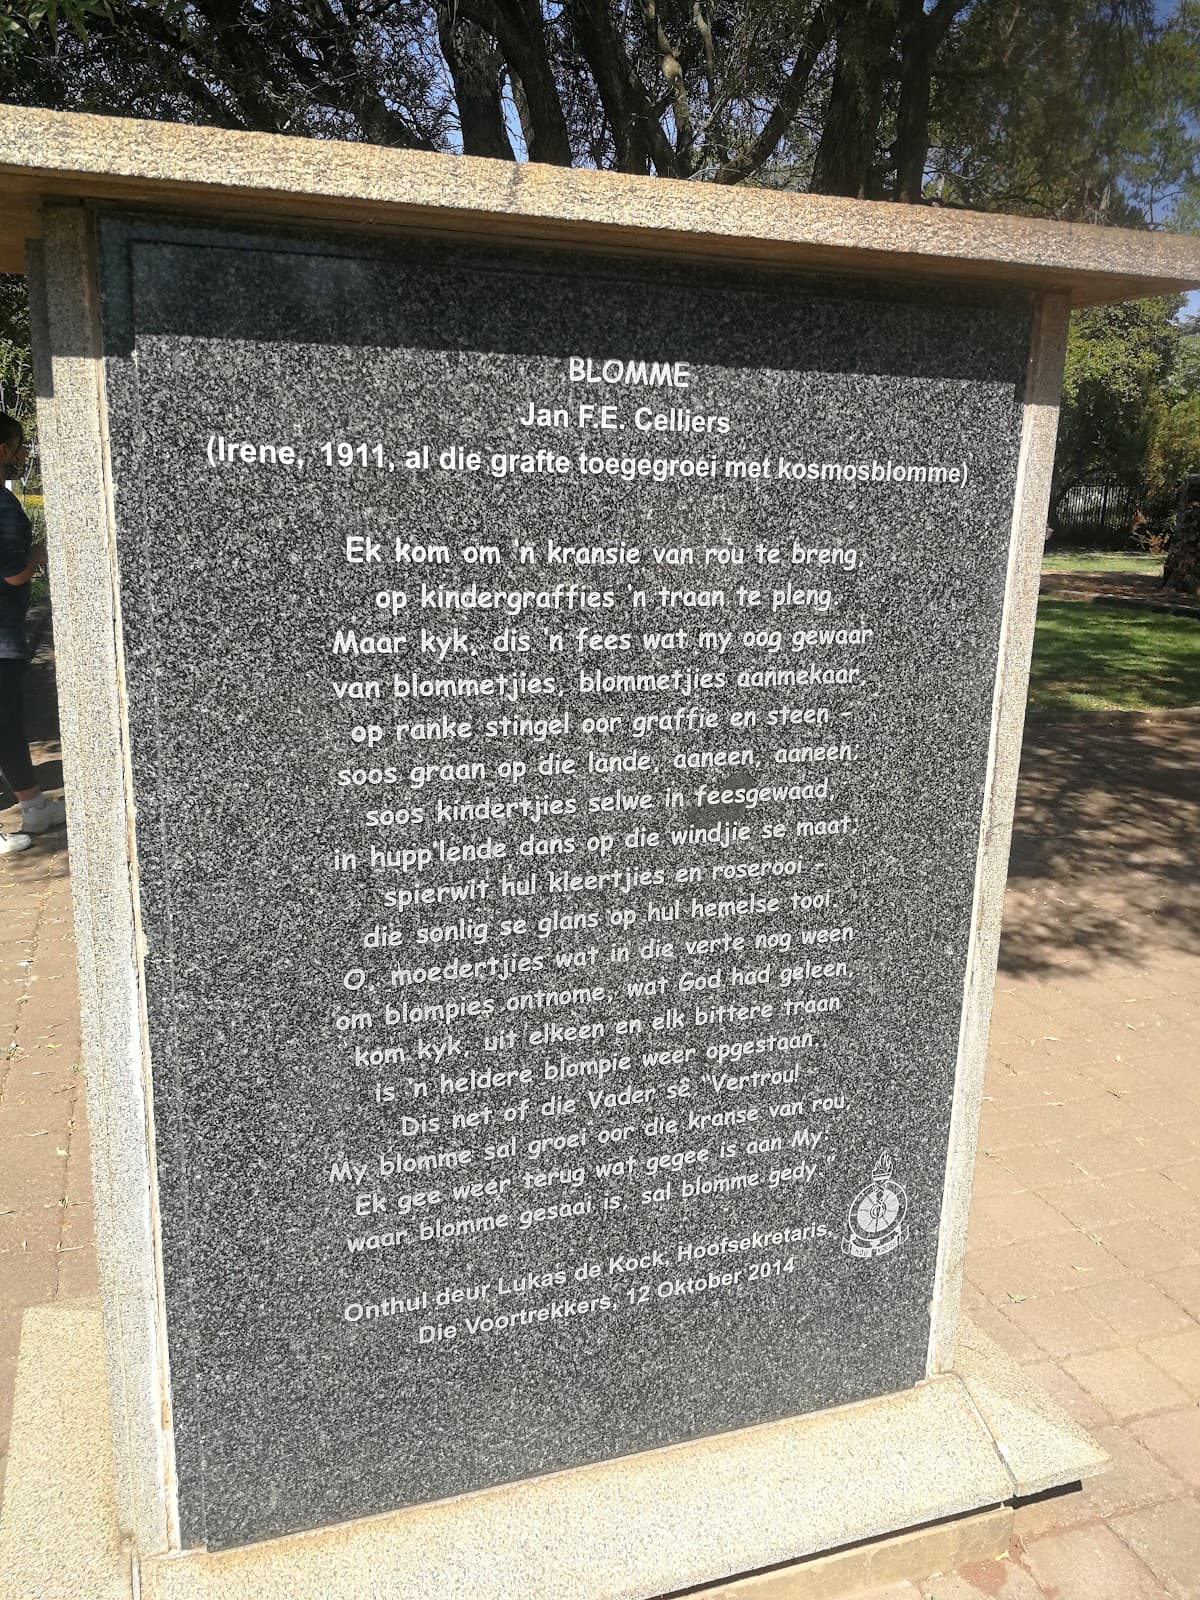 BLOMME
Jan F.E. Celliers
(Irene, 1911, al die grafte toegegroei met kosmosblomme)
Ek kom om 'n kransie van rou te breng,
op kindergraffies 'n traan te pleng.
Maar kyk, dis 'n fees wat my oog gewaar
van blommetjies, blommetjies aanmekaar,
op ranke stingel oor graffie en steen –
soos graan op die lande, aaneen, aaneen;
soos kindertjies selwe in feesgewaad,
in hupp'lende dans op die windjie se maat;
spierwit hul kleertjies en roserooi –
die sonlig se glans op hul hemelse tooi.
O, moedertjies wat in die verte nog ween
om blompies ontnome, wat God had geleen,
kom kyk, uit elkeen en elk bittere traan
is 'n heldere blompie weer opgestaan..
Dis net of die Vader sê "Vertrou! –
My blomme sal groei oor die kranse van rou,
Ek gee weer terug wat gegee is aan My:
waar blomme gesaai is, sal blomme gedy."
Onthul deur Lukas de Kock, Hoofsekretaris,
Die Voortrekkers, 12 Oktober 2014